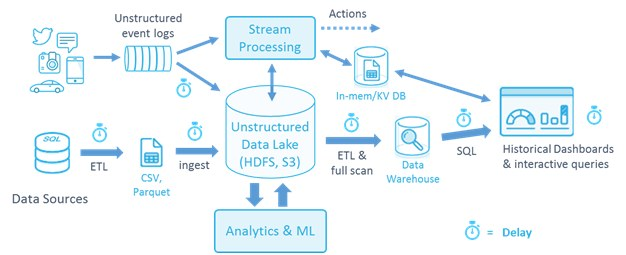 Unstructured
event logs
Stream
Processing
Actions
In-mem/KV DB
SQL
Data Sources
ETL
CSV,
Parquet
ingest
Unstructured
Data Lake
(HDFS, S3)
ETL &
full scan
Data
Warehouse
SQL
Historical Dashboards
& interactive queries
Analytics & ML
= Delay